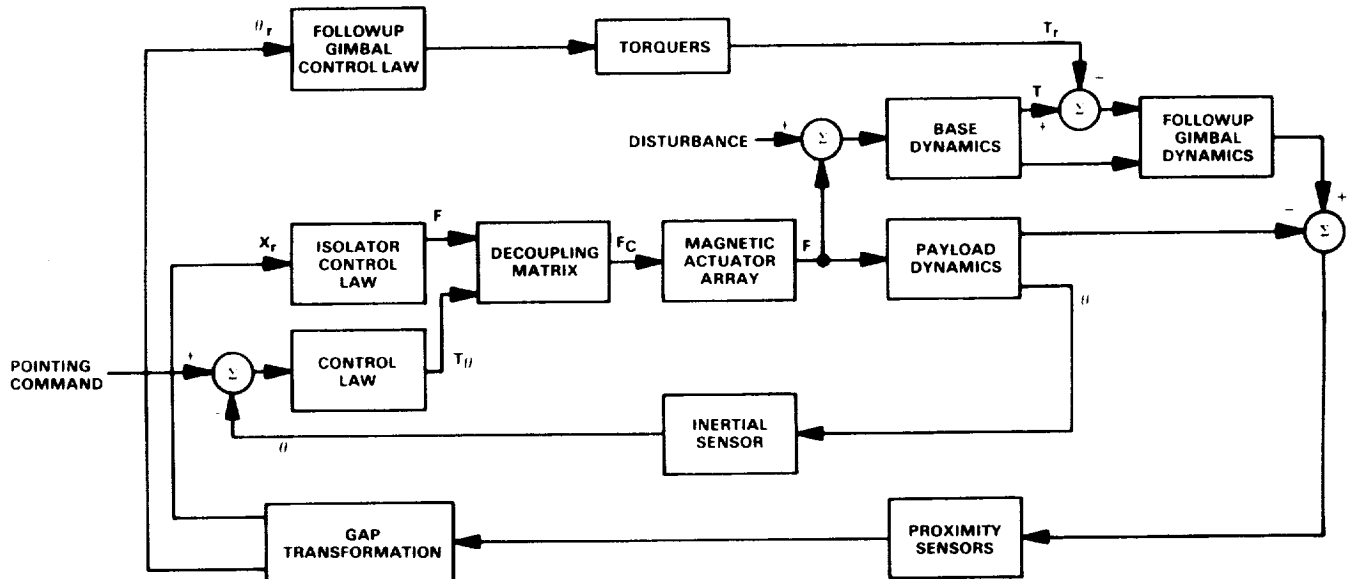 θr
FOLLOWUP
GIMBAL
CONTROL LAW
TORQUERS
Tr
-
T
+
Σ
DISTURBANCE
+
Σ
BASE
DYNAMICS
FOLLOWUP
GIMBAL
DYNAMICS
+
-
Σ
Xr
ISOLATOR
CONTROL
LAW
F
DECOUPLING
MATRIX
FC
MAGNETIC
ACTUATOR
ARRAY
F
PAYLOAD
DYNAMICS
θ
POINTING
COMMAND
+
Σ
-
CONTROL
LAW
Tθ
θ
INERTIAL
SENSOR
GAP
TRANSFORMATION
PROXIMITY
SENSORS